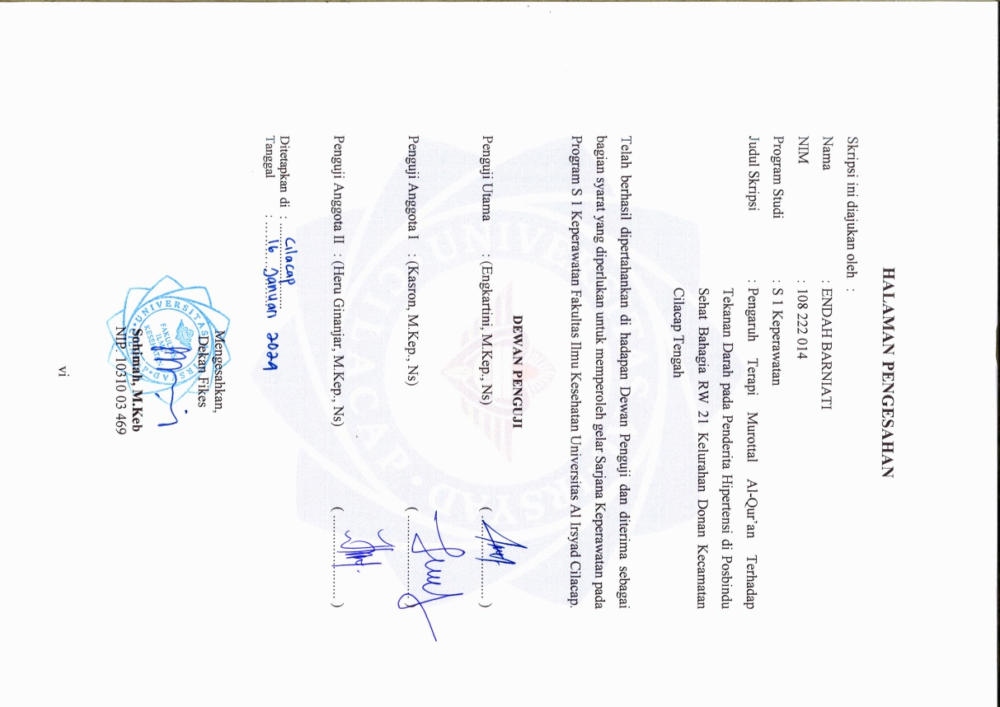 HALAMAN PENGESAHAN
Skripsi ini diajukan oleh :
Nama : ENDAH BARNIATI
NIM : 108 222 014
Program Studi : S 1 Keperawatan
Judul Skripsi : Pengaruh Terapi Murottal Al-Qur'an Terhadap
Tekanan Darah pada Penderita Hipertensi di Posbindu
Sehat Bahagia RW 21 Kelurahan Donan Kecamatan
Cilacap Tengah
Telah berhasil dipertahankan di hadapan, Dewan Penguji dan diterima sebagai
bagian syarat yang diperlukan untuk memperoleh gelar Sarjana Keperawatan pada
Program S 1 Keperawatan Fakultas Ilmu Kesehatan Universitas Al Irsyad Cilacap.
DEWAN PENGUJI
Penguji Utama : (Engkartini, M.Kep., Ns) (........................)
Penguji Anggota I : (Kasron, M.Kep., Ns) (........................)
Penguji Anggota II : (Heru Ginanjar, M.Kep., Ns) (........................)
Ditetapkan di : Cilacap
Tanggal : 16 Januari 2024
Mengesahkan,
Dekan Fikes
UNIVERSITAS
FAKULTAS
ILMU
KESEHATAN
Sohimah, M.Keb
NIP. 10310 03 469
vi